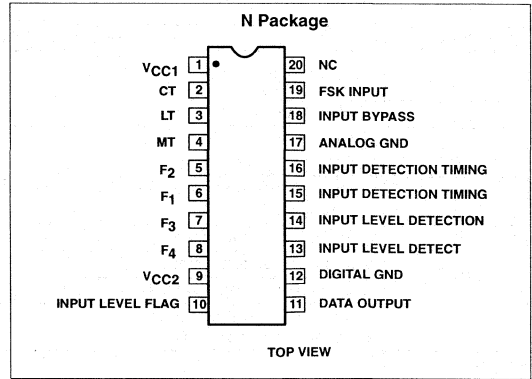 N Package
VCC1 1 20 NC
CT 2 19 FSK INPUT
LT 3 18 INPUT BYPASS
MT 4 17 ANALOG GND
F2 5 16 INPUT DETECTION TIMING
F1 6 15 INPUT DETECTION TIMING
F3 7 14 INPUT LEVEL DETECTION
F4 8 13 INPUT LEVEL DETECT
VCC2 9 12 DIGITAL GND
INPUT LEVEL FLAG 10 11 DATA OUTPUT
TOP VIEW